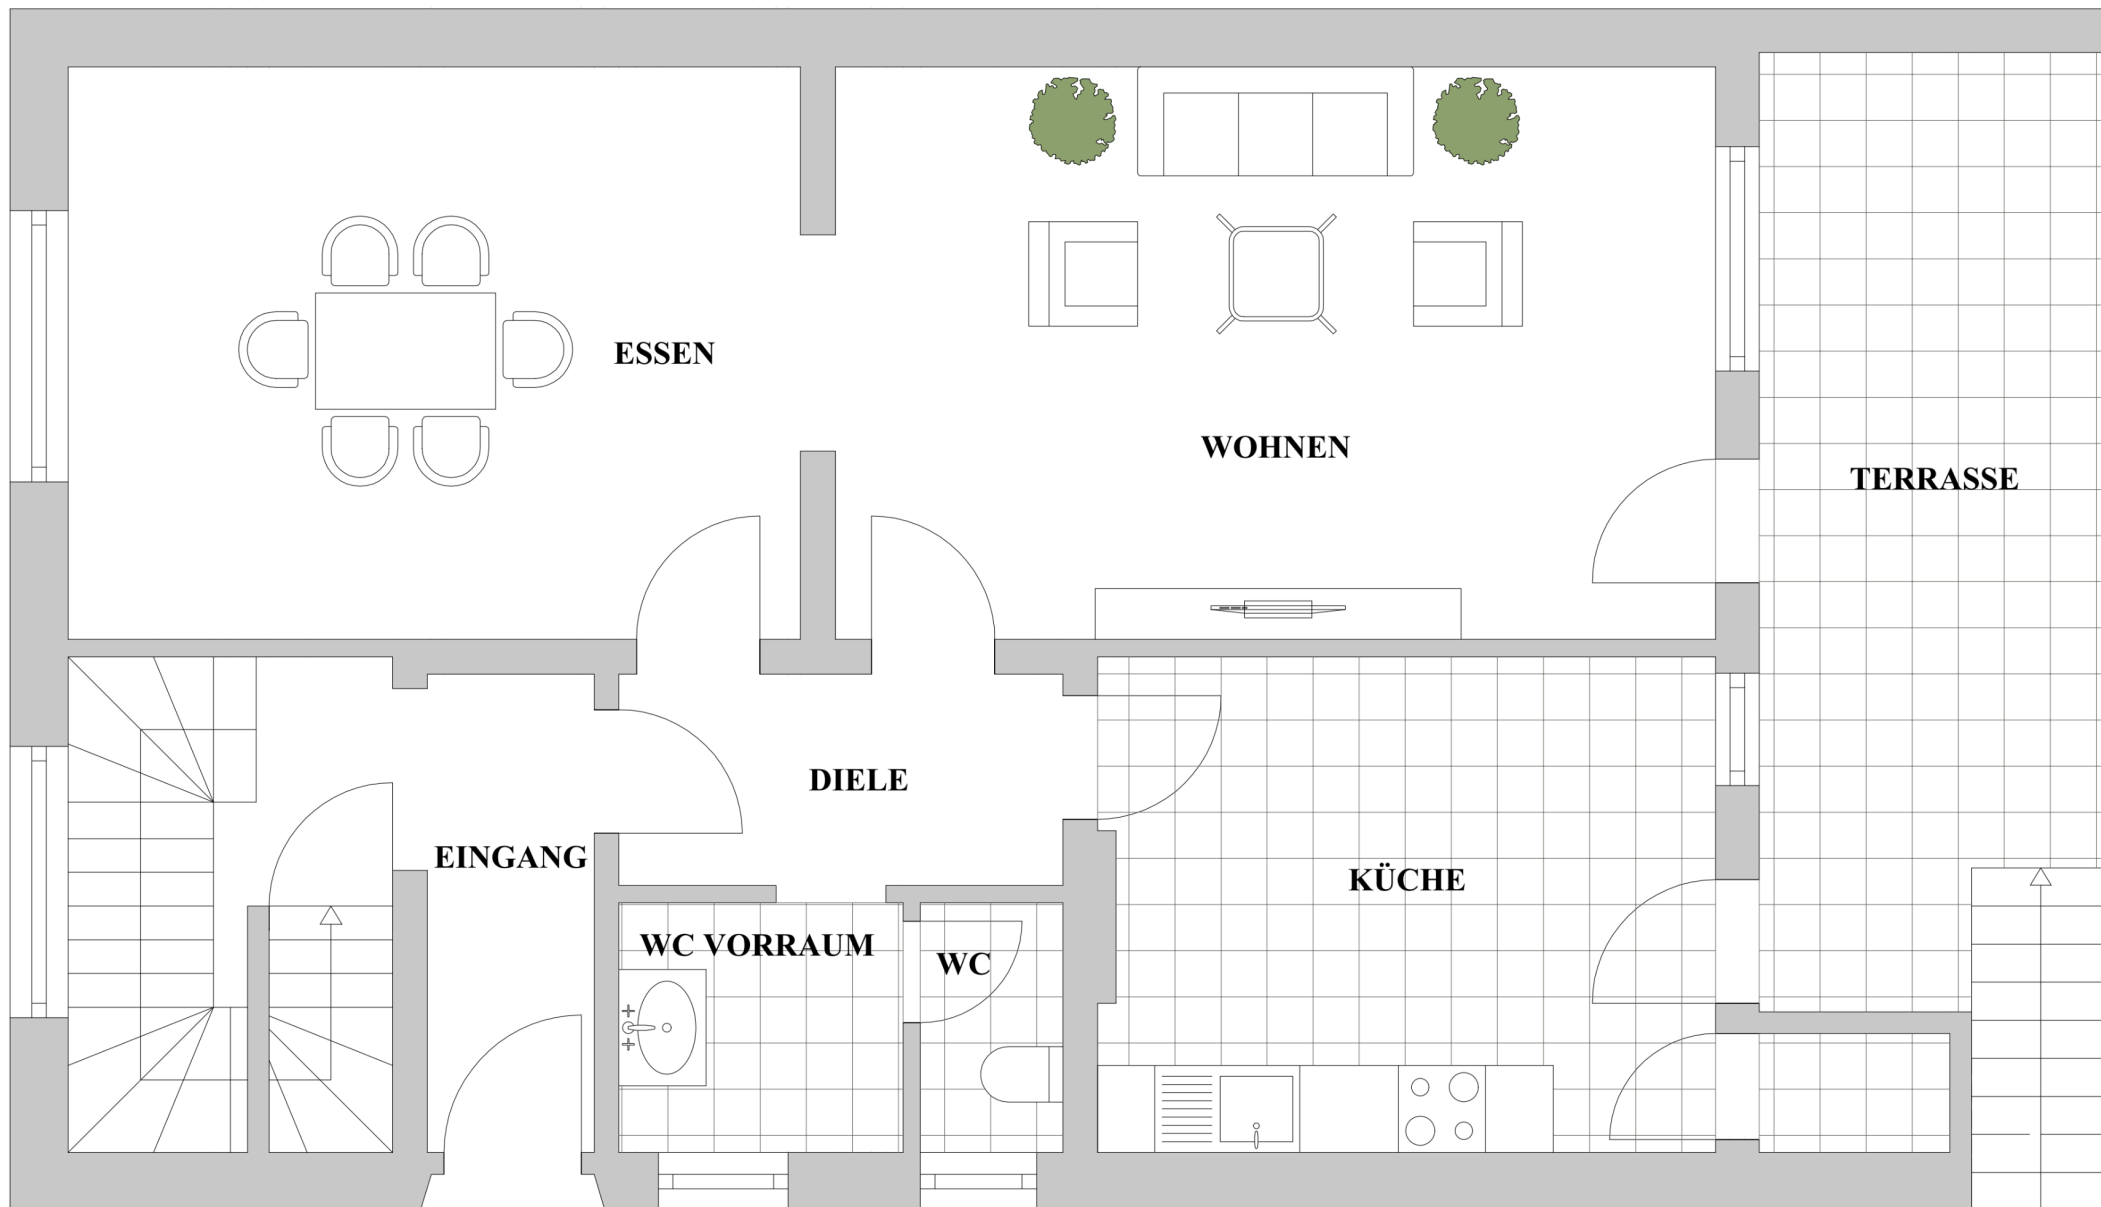 ESSEN
WOHNEN
TERRASSE
DIELE
EINGANG
KÜCHE
WC VORRAUM
WC